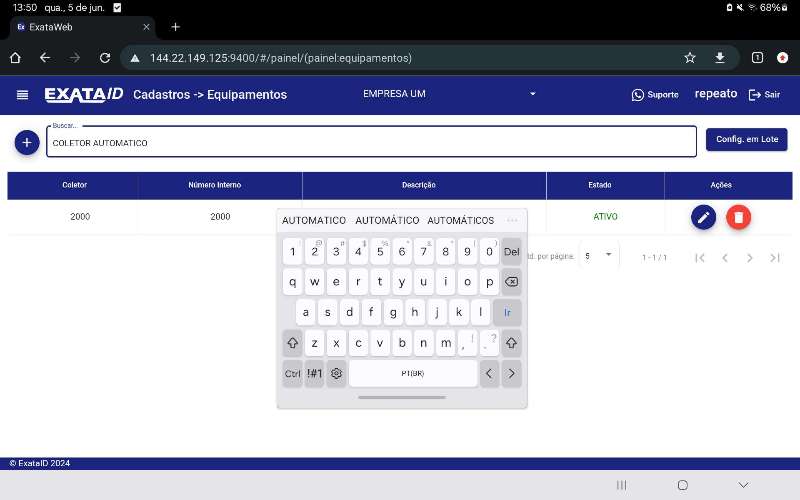 13:50 qua., 5 de jun. 68%
ExataWeb
144.22.149.125:9400/#/painel/(painel:equipamentos)
EXATAID Cadastros -> Equipamentos EMPRESA UM Suporte repeato Sair
Buscar...
COLETOR AUTOMATICO Config. em Lote
Coletor Número Interno Descrição Estado Ações
2000 2000 ATIVO
AUTOMATICO AUTOMÁTICO AUTOMÁTICOS ...
1 2 3 4 5 6 7 8 9 0 Del
q w e r t y u i o p
a s d f g h j k l Ir
z x c v b n m , ! . ?
Ctrl !#1 PT(BR)
td. por página: 5 1 - 1 / 1
© ExataID 2024